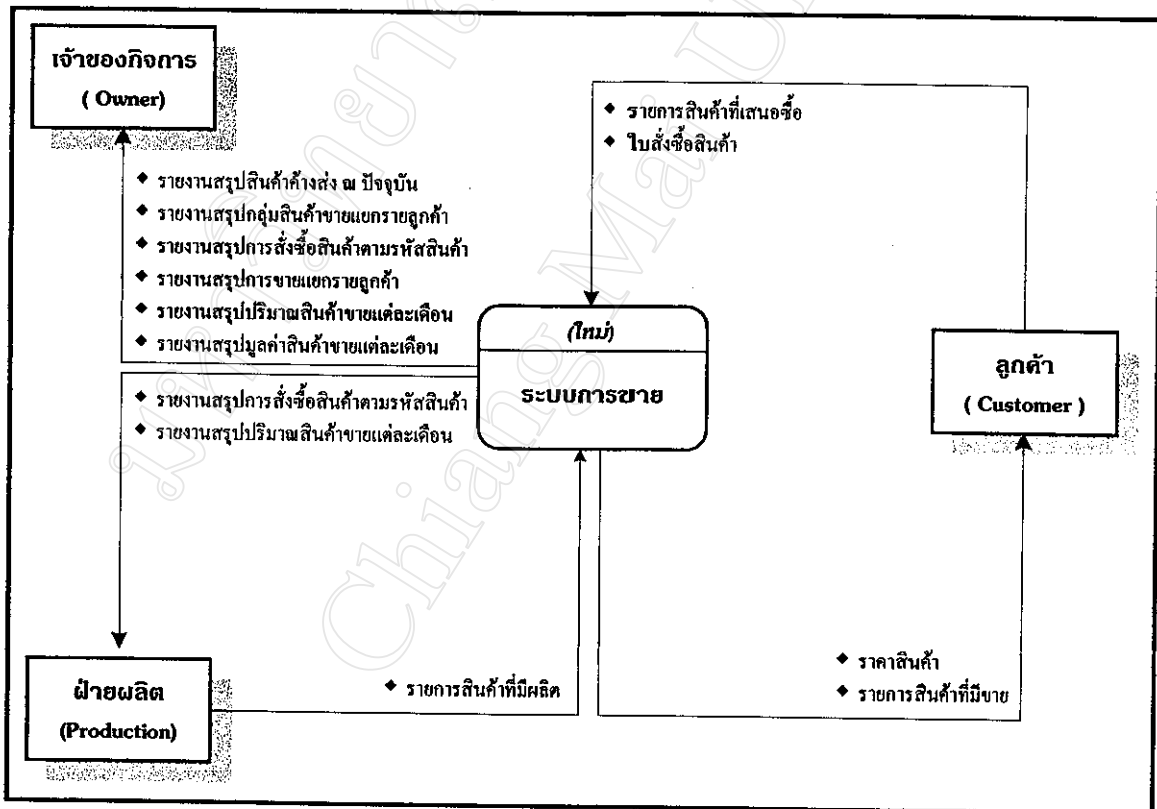 เจ้าของกิจการ
( Owner)
◆ รายการสินค้าที่เสนอซื้อ
◆ ใบสั่งซื้อสินค้า
◆ รายงานสรุปสินค้าค้างส่ง ณ ปัจจุบัน
◆ รายงานสรุปกลุ่มสินค้าขายแยกรายลูกค้า
◆ รายงานสรุปการสั่งซื้อสินค้าตามรหัสสินค้า
◆ รายงานสรุปการขายแยกรายลูกค้า
◆ รายงานสรุปปริมาณสินค้าขายแต่ละเดือน
◆ รายงานสรุปมูลค่าสินค้าขายแต่ละเดือน
(ใหม่)
ระบบการขาย
ลูกค้า
( Customer )
◆ รายงานสรุปการสั่งซื้อสินค้าตามรหัสสินค้า
◆ รายงานสรุปปริมาณสินค้าขายแต่ละเดือน
ฝ่ายผลิต
(Production)
◆ รายการสินค้าที่มีผลิต
◆ ราคาสินค้า
◆ รายการสินค้าที่มีขาย
Chiang Mai